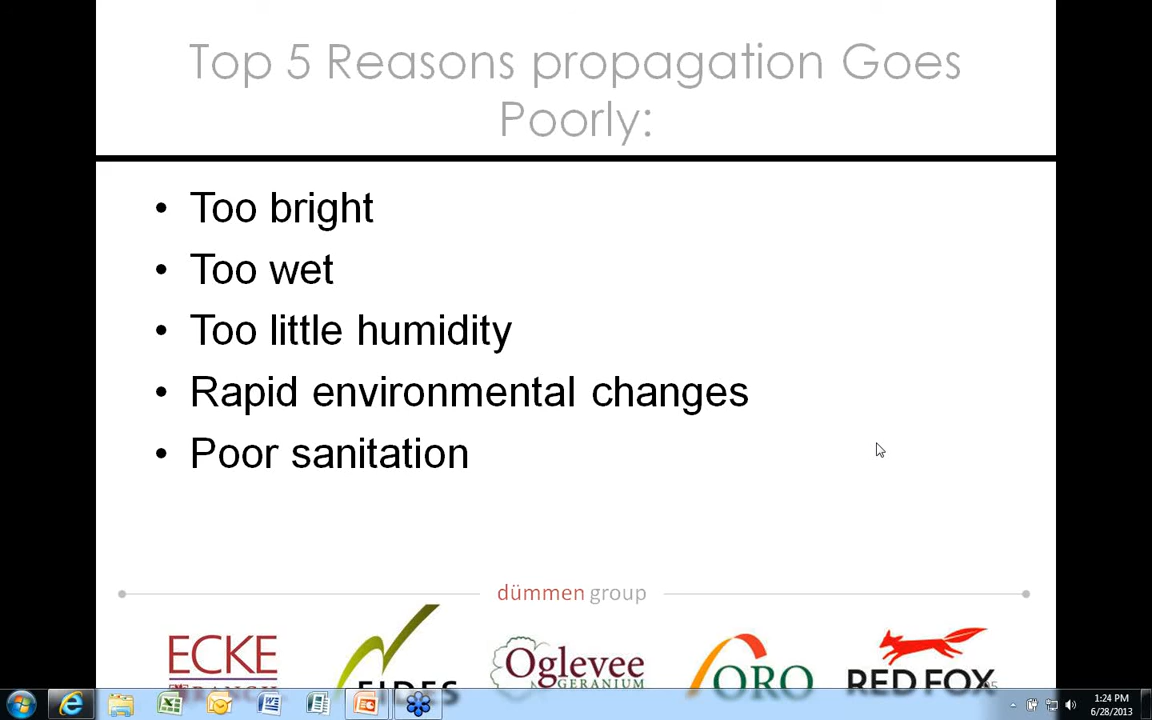 Top 5 Reasons propagation Goes
Poorly:
• Too bright
• Too wet
• Too little humidity
• Rapid environmental changes
• Poor sanitation
dümmen group
ECKE
FIDES
Oglevee
GERANIUM
ORO
RED FOX
1:24 PM
6/28/2013